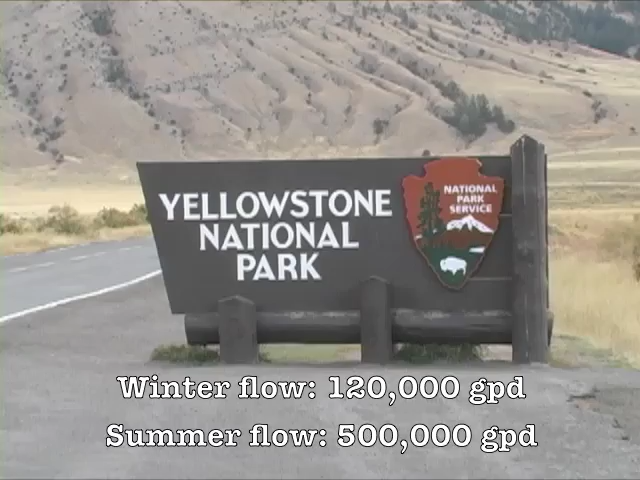 YELLOWSTONE
NATIONAL
PARK
NATIONAL
PARK
SERVICE
Winter flow: 120,000 gpd
Summer flow: 500,000 gpd